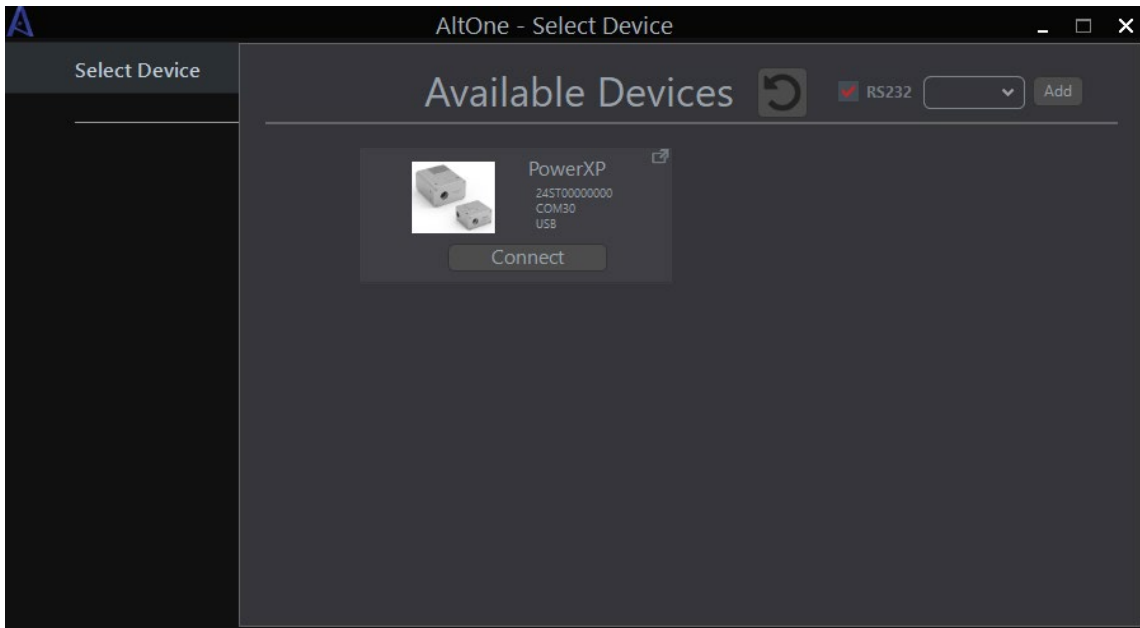 AltOne - Select Device
Select Device
Available Devices
RS232
Add
PowerXP
24ST00000000
COM30
USB
Connect